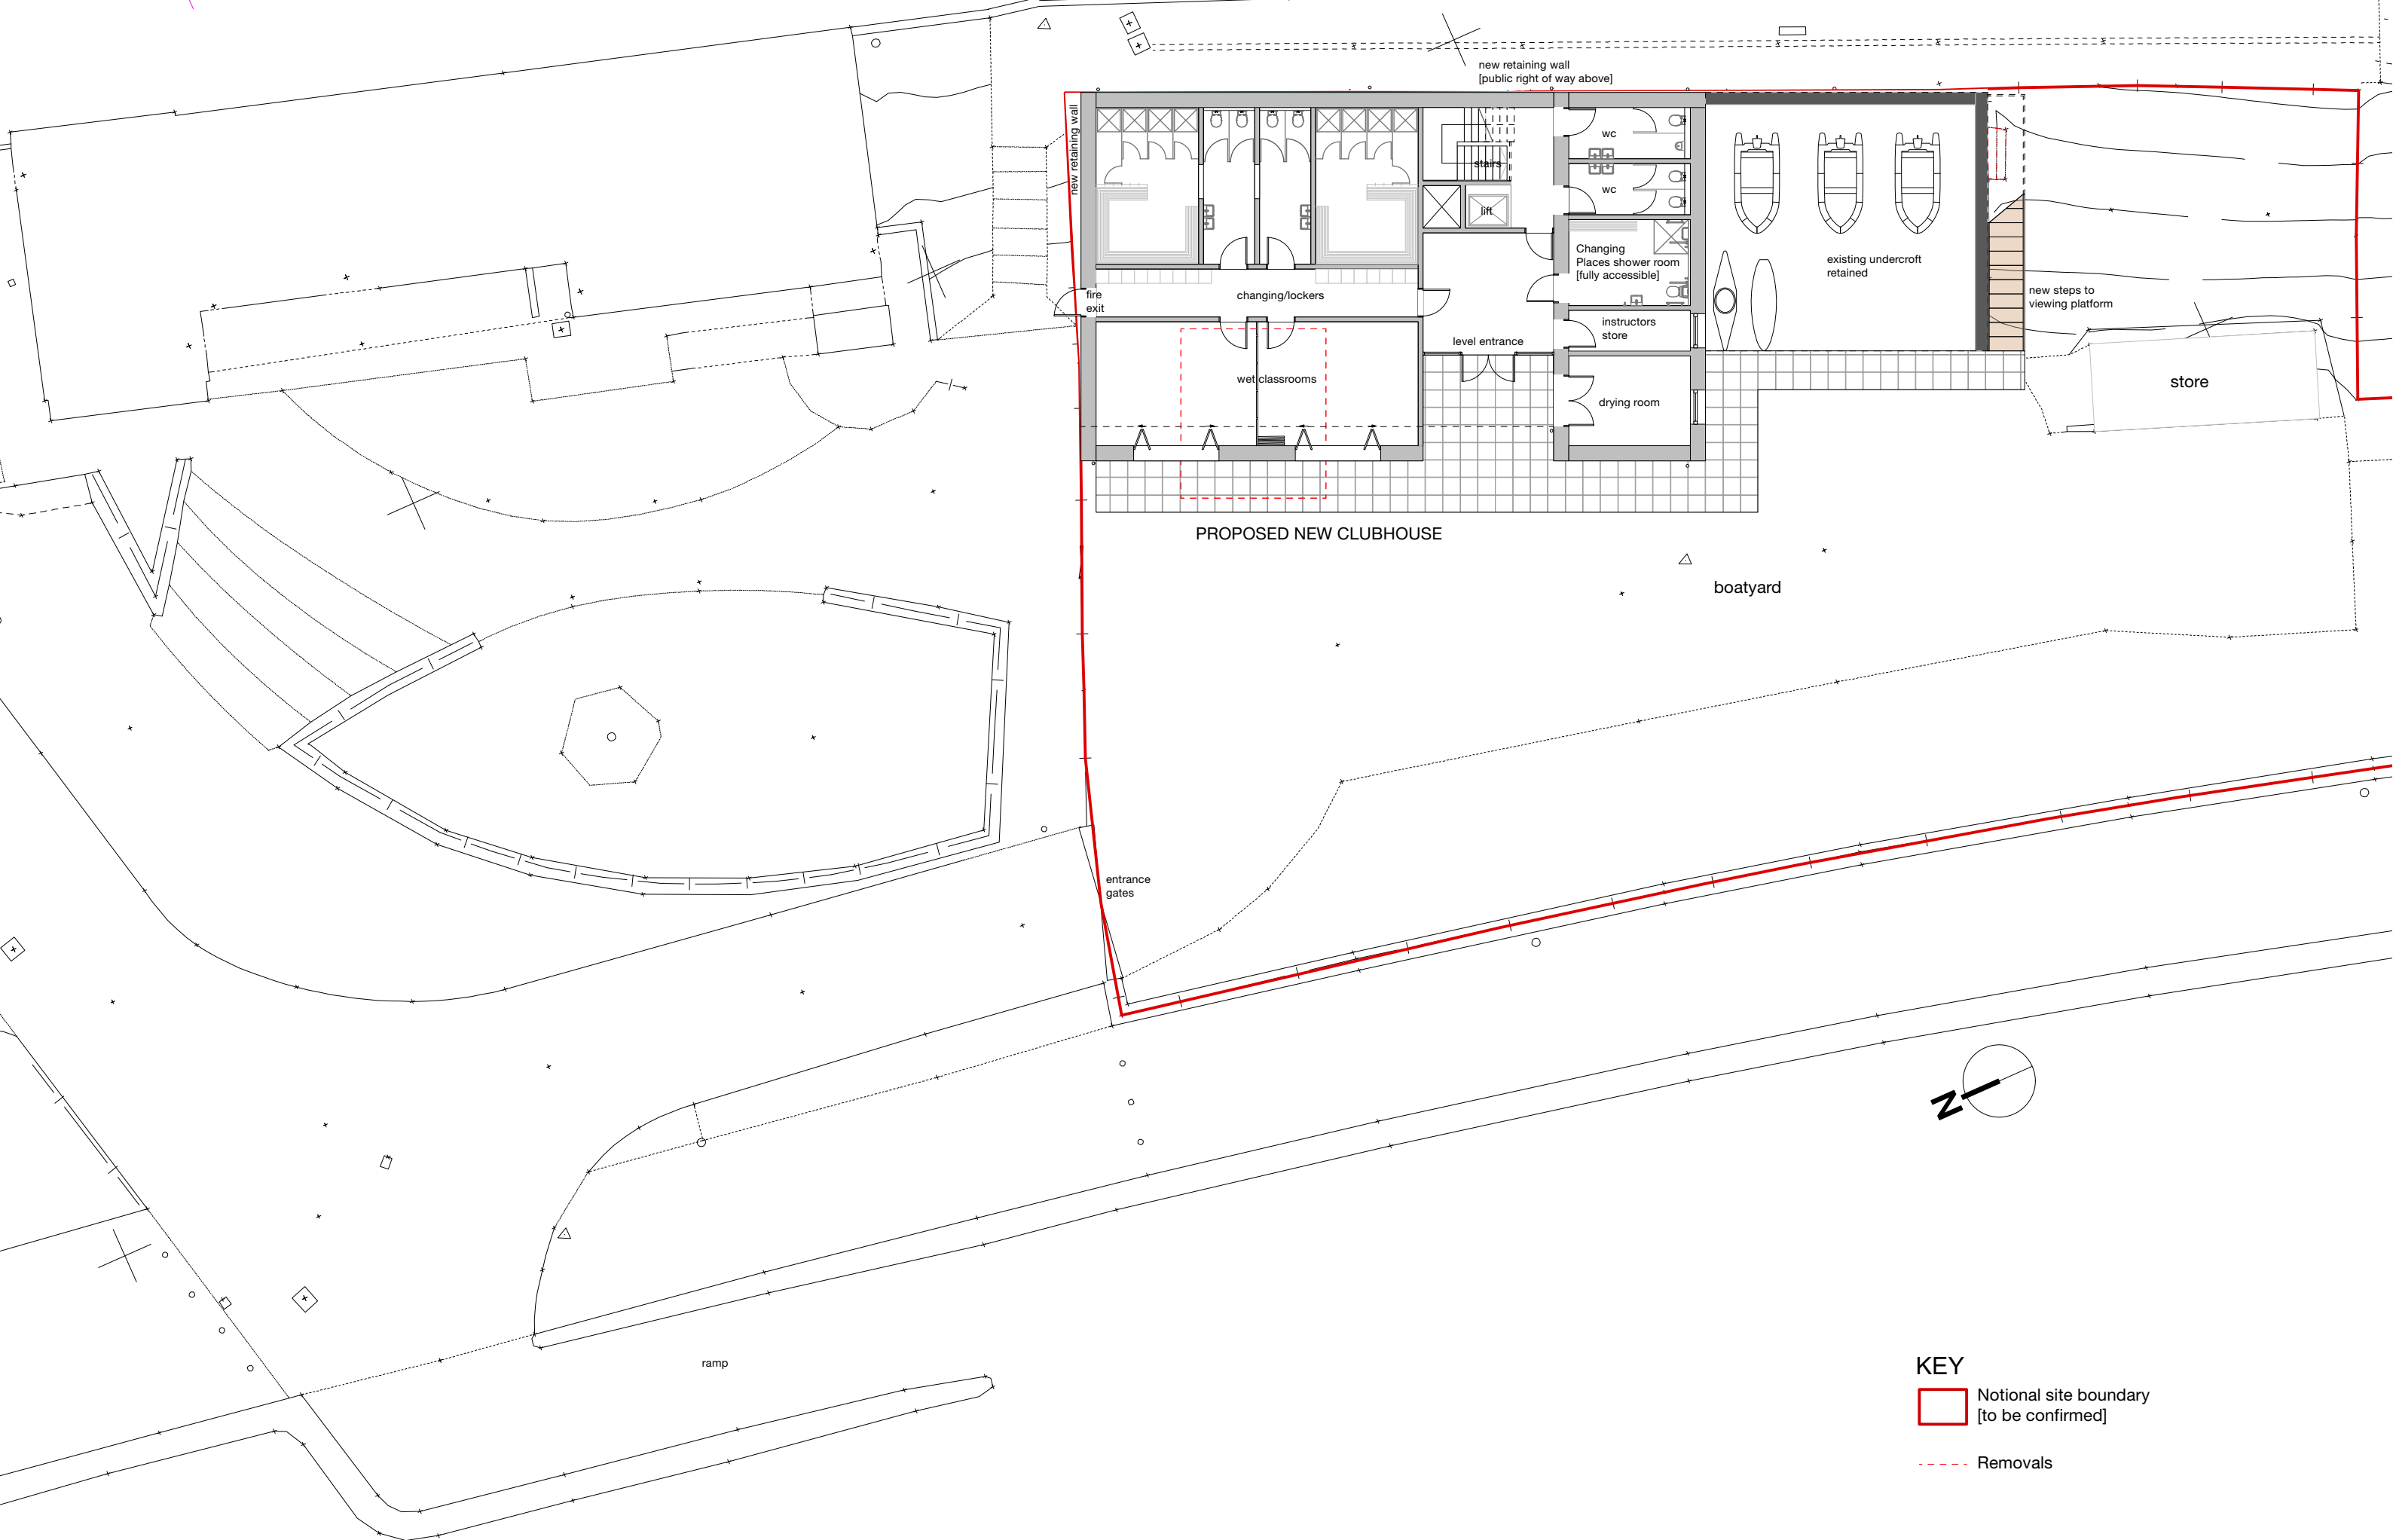 new retaining wall
[public right of way above]
new retaining wall
wc
stairs
wc
lift
Changing
Places shower room
[fully accessible]
existing undercroft
retained
fire
exit
changing/lockers
new steps to
viewing platform
instructors
store
level entrance
wet classrooms
store
drying room
PROPOSED NEW CLUBHOUSE
boatyard
entrance
gates
N
ramp
KEY
Notional site boundary
[to be confirmed]
Removals